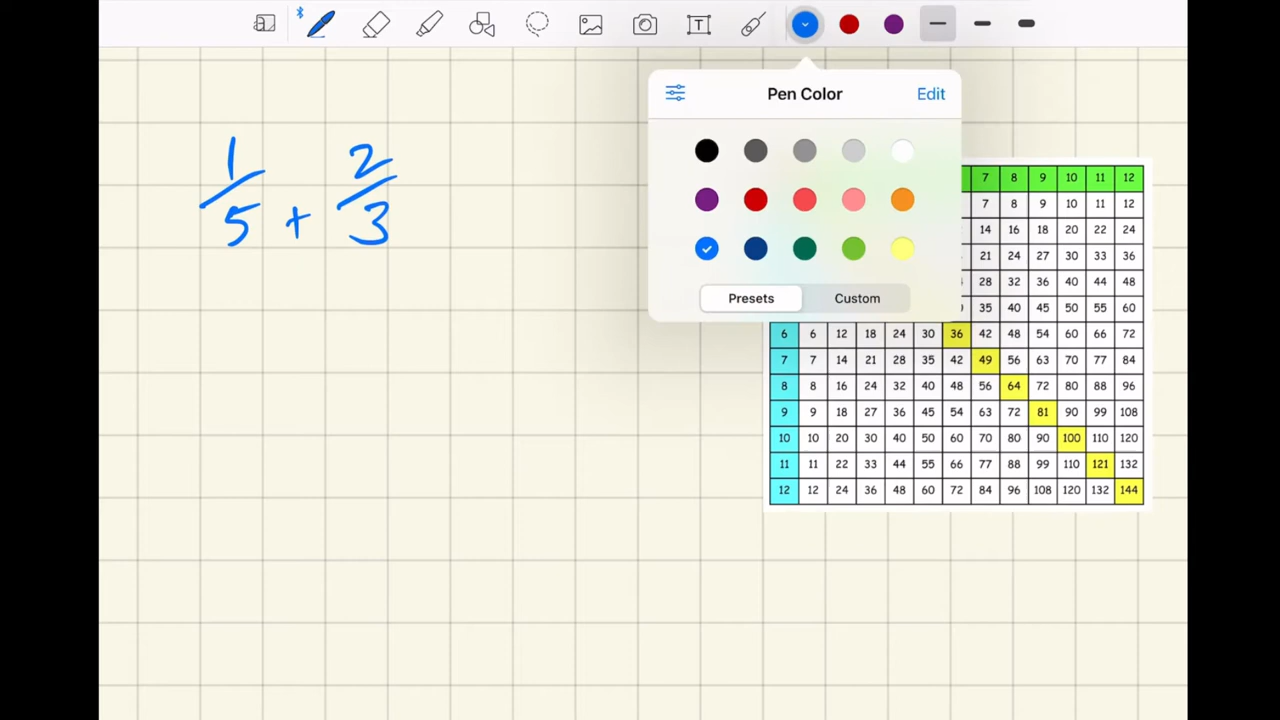 T
Pen Color
Edit
1/5 + 2/3
Presets
Custom
7 8 9 10 11 12
7 8 9 10 11 12
14 16 18 20 22 24
21 24 27 30 33 36
28 32 36 40 44 48
35 40 45 50 55 60
6 6 12 18 24 30 36 42 48 54 60 66 72
7 7 14 21 28 35 42 49 56 63 70 77 84
8 8 16 24 32 40 48 56 64 72 80 88 96
9 9 18 27 36 45 54 63 72 81 90 99 108
10 10 20 30 40 50 60 70 80 90 100 110 120
11 11 22 33 44 55 66 77 88 99 110 121 132
12 12 24 36 48 60 72 84 96 108 120 132 144